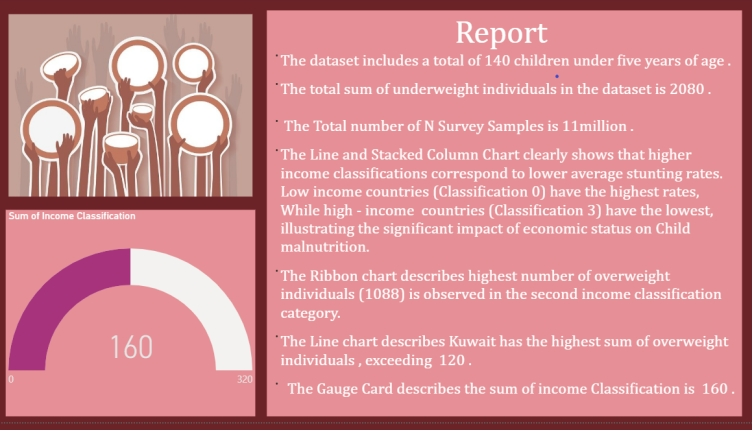 Report
The dataset includes a total of 140 children under five years of age .
The total sum of underweight individuals in the dataset is 2080 .
The Total number of N Survey Samples is 11million .
The Line and Stacked Column Chart clearly shows that higher
income classifications correspond to lower average stunting rates.
Low income countries (Classification 0) have the highest rates,
While high - income countries (Classification 3) have the lowest,
illustrating the significant impact of economic status on Child
malnutrition.
The Ribbon chart describes highest number of overweight
individuals (1088) is observed in the second income classification
category.
The Line chart describes Kuwait has the highest sum of overweight
individuals , exceeding 120 .
The Gauge Card describes the sum of income Classification is 160 .
Sum of Income Classification
160
0
320